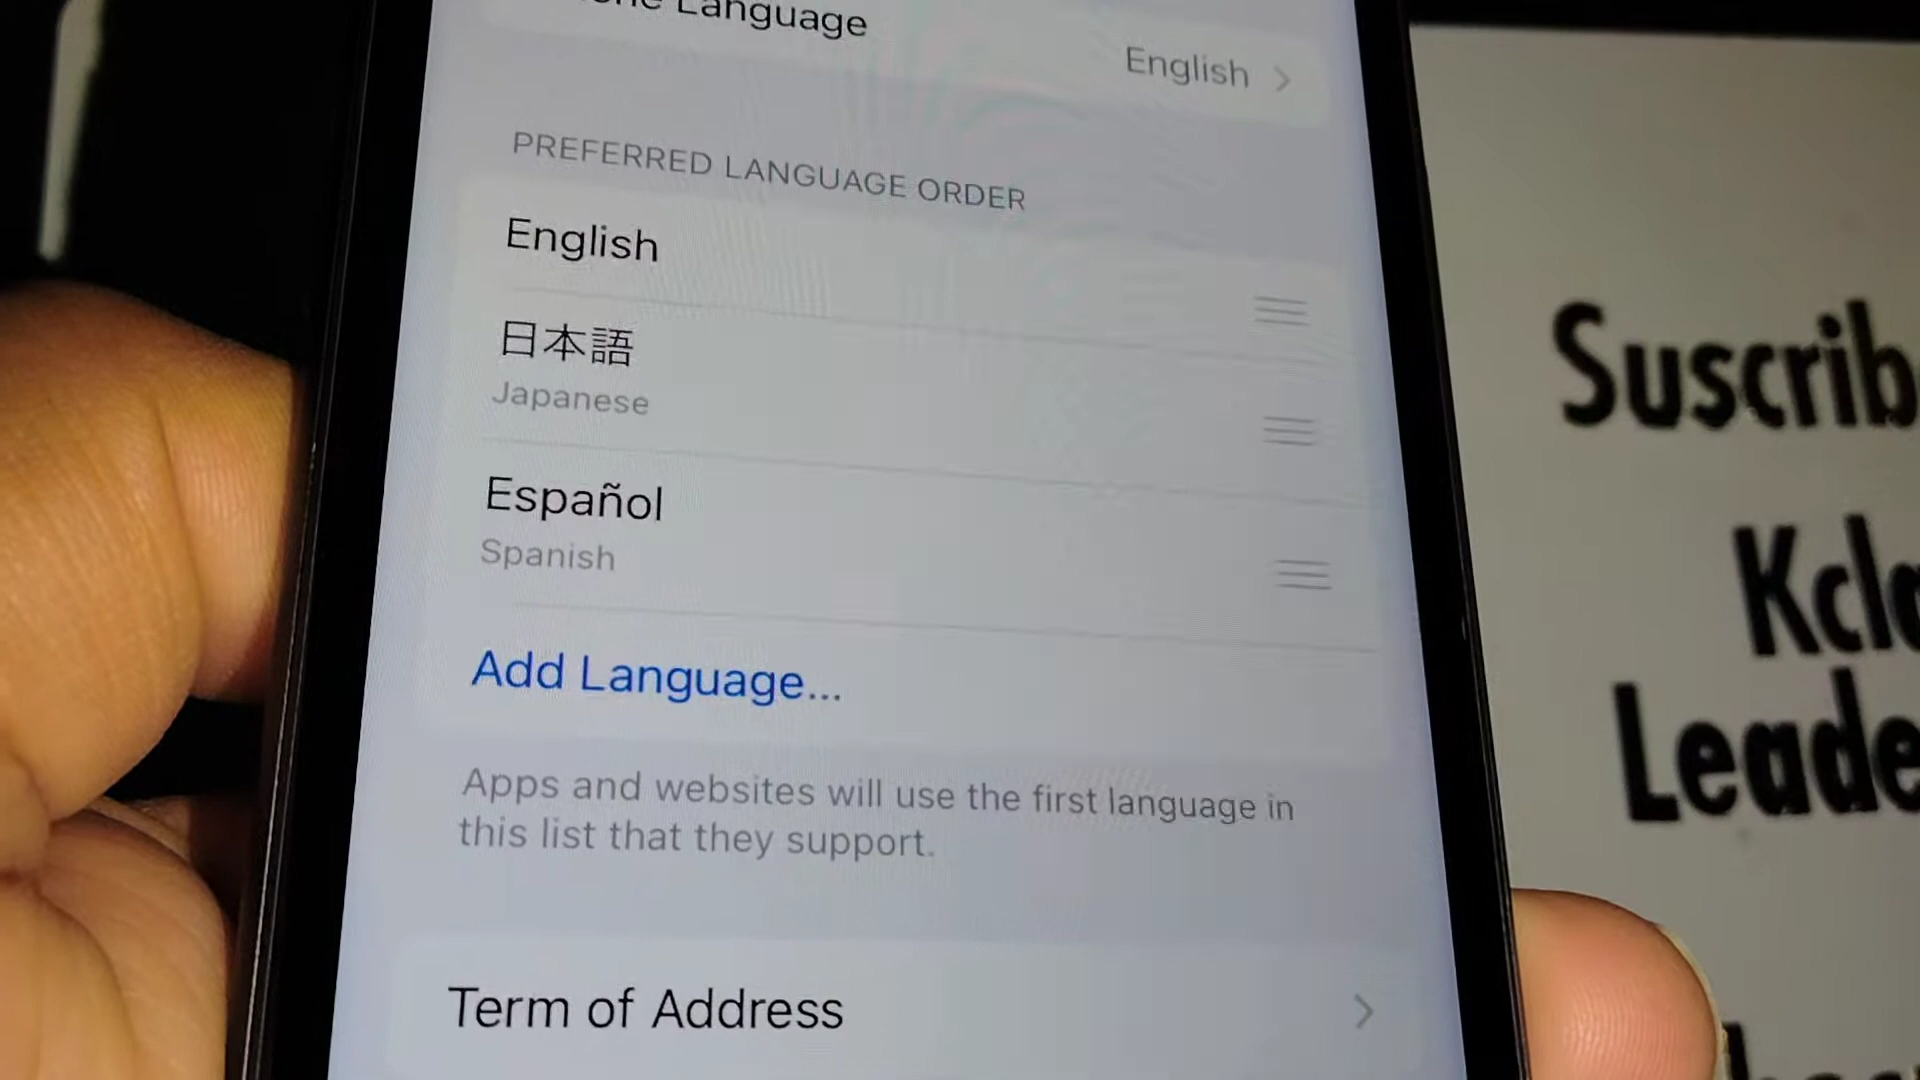 Language
English
PREFERRED LANGUAGE ORDER
English
日本語
Japanese
Español
Spanish
Add Language...
Apps and websites will use the first language in
this list that they support.
Term of Address
Suscrib
Kcl
Leade